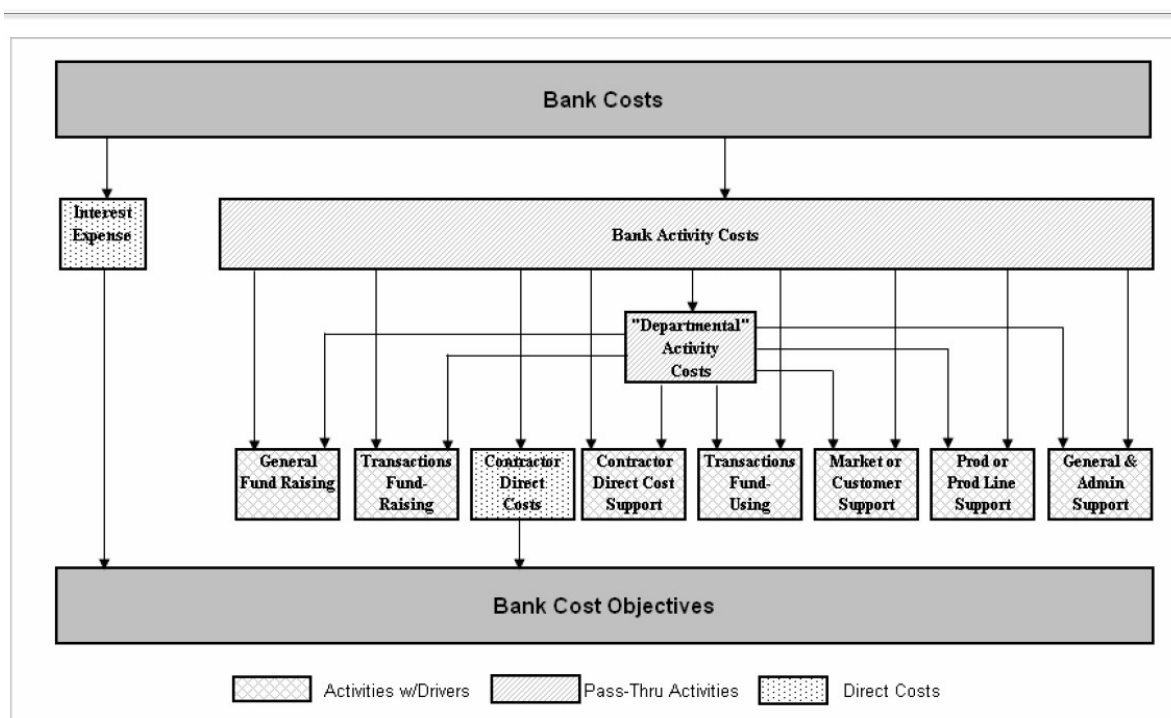 Bank Costs
Interest
Expense
Bank Activity Costs
"Departmental"
Activity
Costs
General
Fund Raising
Transactions
Fund-
Raising
Contractor
Direct
Costs
Contractor
Direct Cost
Support
Transactions
Fund-
Using
Market or
Customer
Support
Prod or
Prod Line
Support
General &
Admin
Support
Bank Cost Objectives
Activities w/Drivers
Pass-Thru Activities
Direct Costs